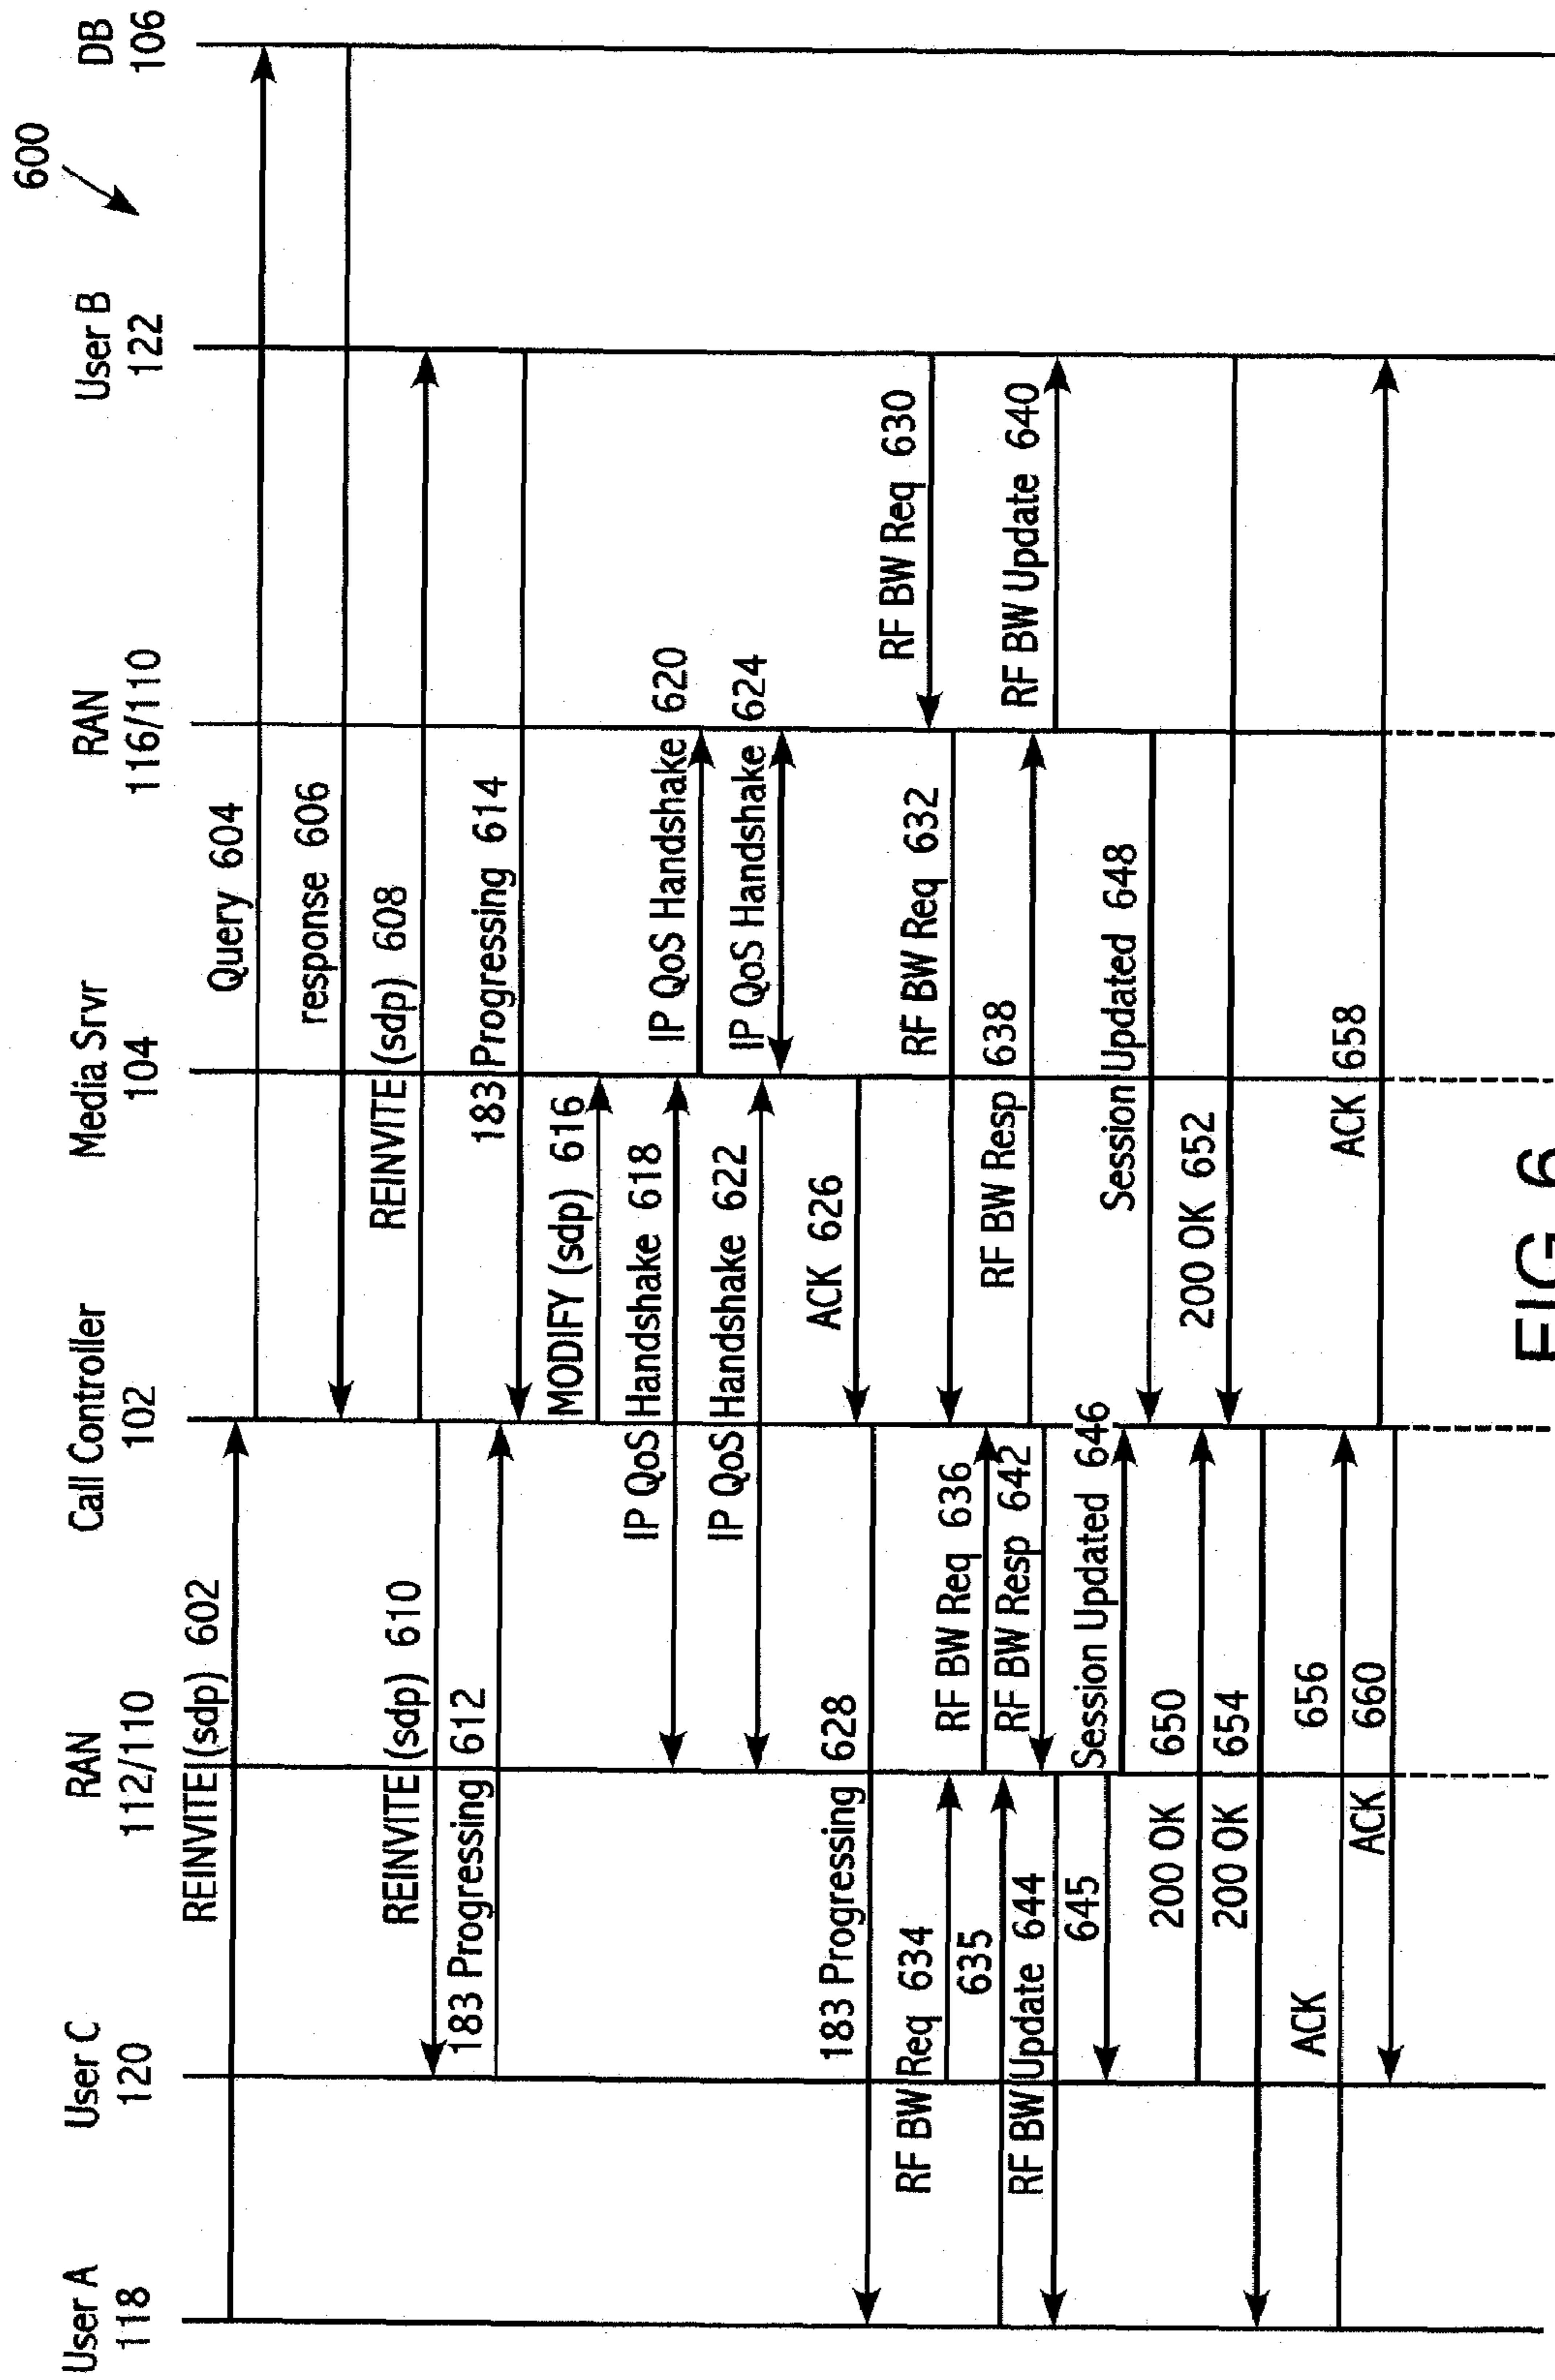 600
User A
118
User C
120
RAN
112/110
Call Controller
102
Media Srvr
104
RAN
116/110
User B
122
DB
106
REINVITE (sdp) 602
Query 604
response 606
REINVITE (sdp) 608
REINVITE (sdp) 610
183 Progressing 612
183 Progressing 614
MODIFY (sdp) 616
IP QoS Handshake 618
IP QoS Handshake 620
IP QoS Handshake 622
IP QoS Handshake 624
ACK 626
183 Progressing 628
RF BW Req 630
RF BW Req 632
RF BW Req 634
635
RF BW Req 636
RF BW Resp 638
RF BW Update 640
RF BW Resp 642
RF BW Update 644
645
Session Updated 646
Session Updated 648
200 OK 650
200 OK 652
200 OK 654
ACK 656
ACK 658
ACK 660
FIG. 6